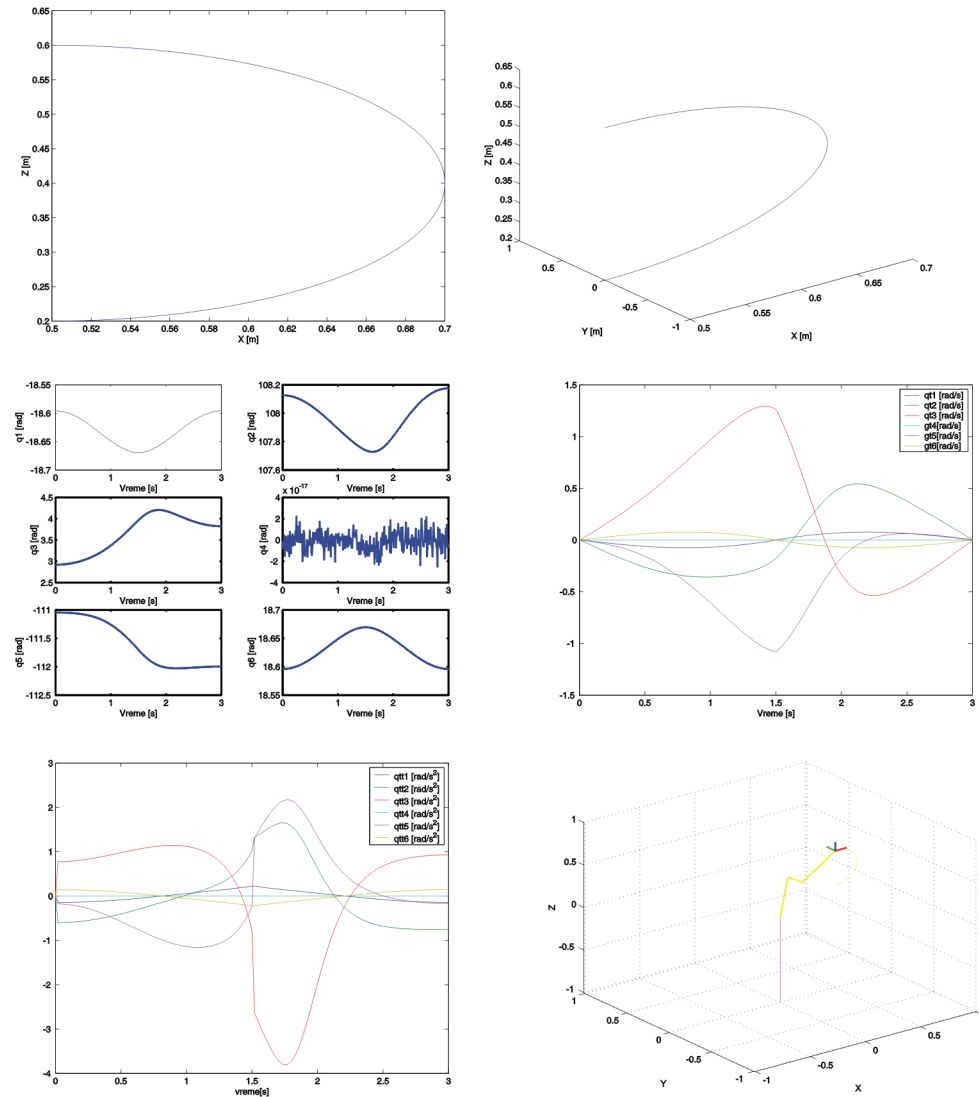 0.65
0.6
0.55
0.5
0.45
0.4
0.35
0.3
0.25
0.2
Z [m]
0.5 0.52 0.54 0.56 0.58 0.6 0.62 0.64 0.66 0.68 0.7
X [m]
0.65
0.6
0.55
0.5
0.45
0.4
0.35
0.3
0.25
0.2
Z [m]
1
0.5
0
-0.5
-1
Y [m]
0.5
0.55
0.6
0.65
0.7
X [m]
-18.55
-18.6
-18.65
-18.7
q1 [rad]
0 1 2 3
Vreme [s]
108.2
108
107.8
107.6
q2 [rad]
0 1 2 3
Vreme [s]
4.5
4
3.5
3
2.5
q3 [rad]
0 1 2 3
Vreme [s]
x 10⁻¹⁷
4
2
0
-2
-4
q4 [rad]
0 1 2 3
Vreme [s]
-111
-111.5
-112
-112.5
q5 [rad]
0 1 2 3
Vreme [s]
18.7
18.65
18.6
18.55
q6 [rad]
0 1 2 3
Vreme [s]
1.5
1
0.5
0
-0.5
-1
-1.5
qt1 [rad/s]
qt2 [rad/s]
qt3 [rad/s]
gt4[rad/s]
gt5[rad/s]
gt6[rad/s]
0 0.5 1 1.5 2 2.5 3
Vreme [s]
3
2
1
0
-1
-2
-3
-4
qtt1 [rad/s²]
qtt2 [rad/s²]
qtt3 [rad/s²]
qtt4 [rad/s²]
qtt5 [rad/s²]
qtt6 [rad/s²]
0 0.5 1 1.5 2 2.5 3
vreme[s]
1
0.5
0
-0.5
-1
Z
1
0.5
0
-0.5
-1
Y
-1
-0.5
0
0.5
X